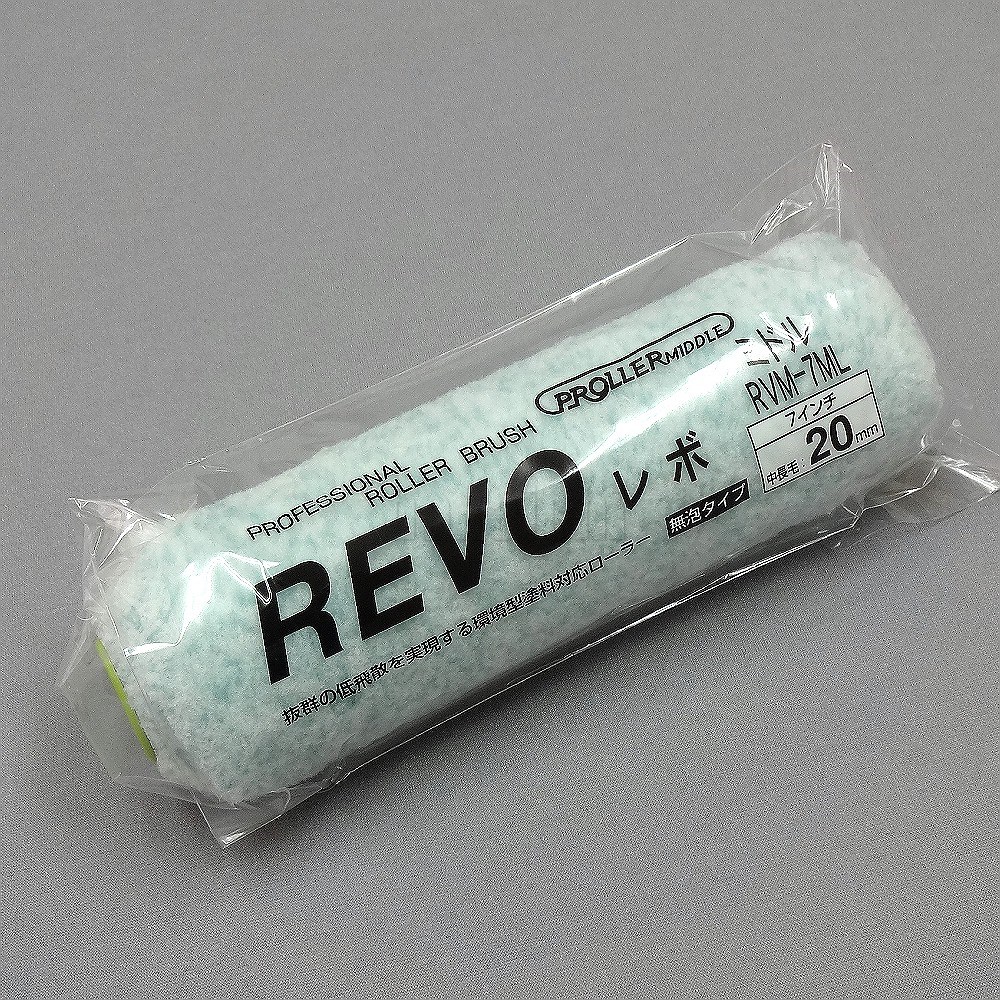 PROFESSIONAL
ROLLER BRUSH
PROLLER MIDDLE
REVO レボ
無泡タイプ
抜群の低飛散を実現する環境型塗料対応ローラー
ミドル
RVM-7ML
7インチ
中長毛:20mm